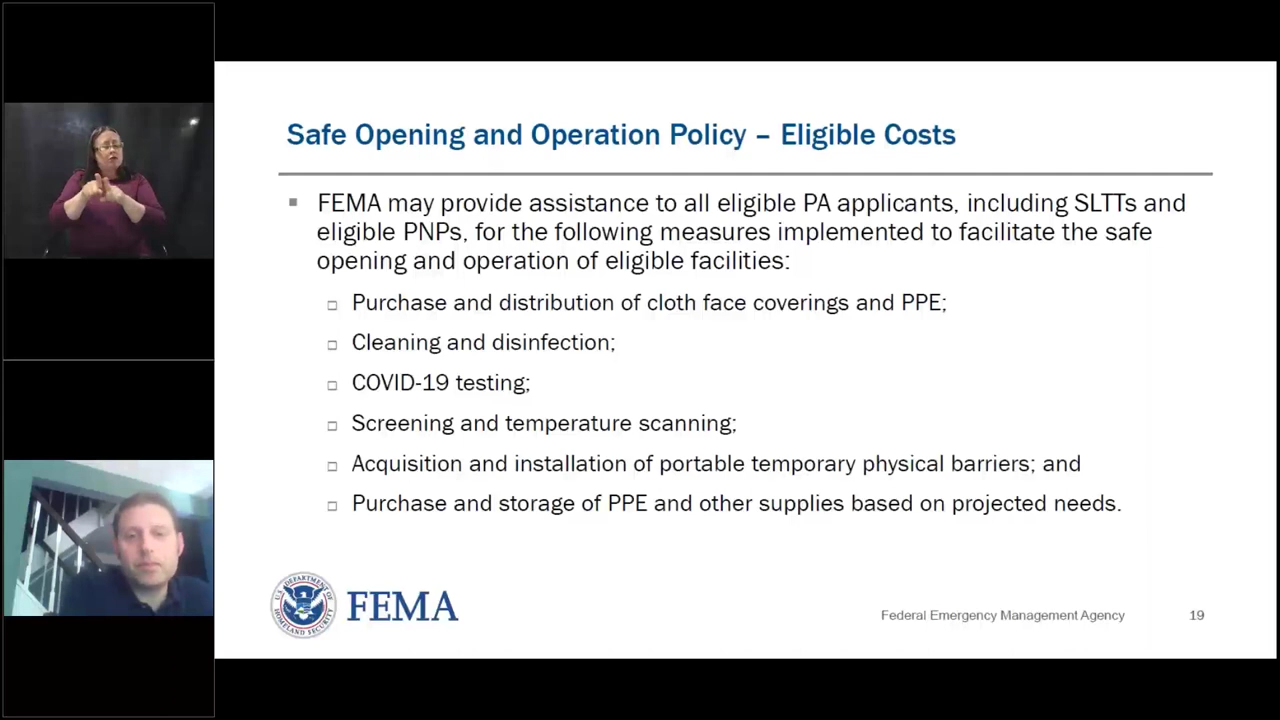 Safe Opening and Operation Policy – Eligible Costs
FEMA may provide assistance to all eligible PA applicants, including SLTTs and
eligible PNPs, for the following measures implemented to facilitate the safe
opening and operation of eligible facilities:
Purchase and distribution of cloth face coverings and PPE;
Cleaning and disinfection;
COVID-19 testing;
Screening and temperature scanning;
Acquisition and installation of portable temporary physical barriers; and
Purchase and storage of PPE and other supplies based on projected needs.
U.S. DEPARTMENT OF
HOMELAND SECURITY
FEMA
Federal Emergency Management Agency
19